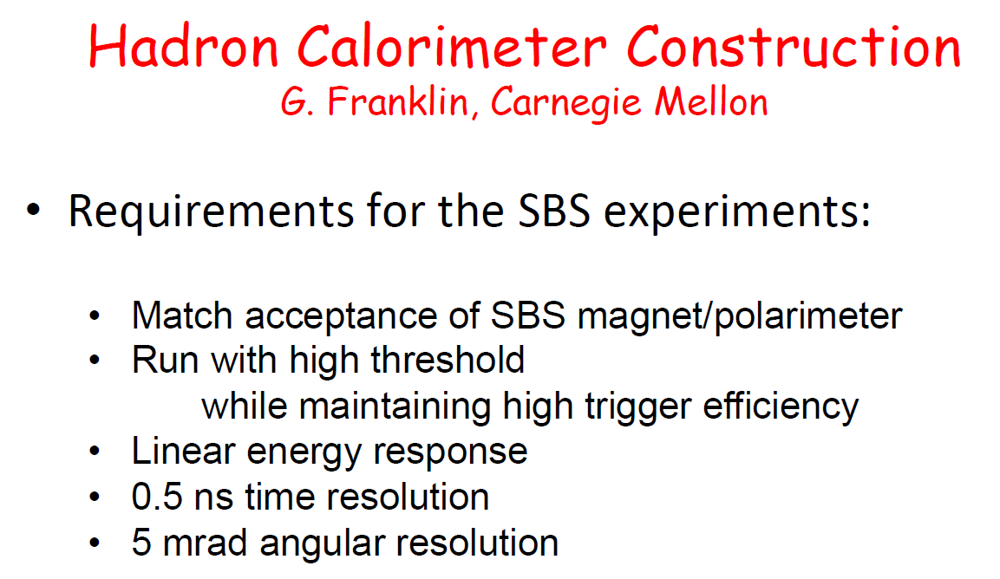 Hadron Calorimeter Construction
G. Franklin, Carnegie Mellon
• Requirements for the SBS experiments:
• Match acceptance of SBS magnet/polarimeter
• Run with high threshold
while maintaining high trigger efficiency
• Linear energy response
• 0.5 ns time resolution
• 5 mrad angular resolution